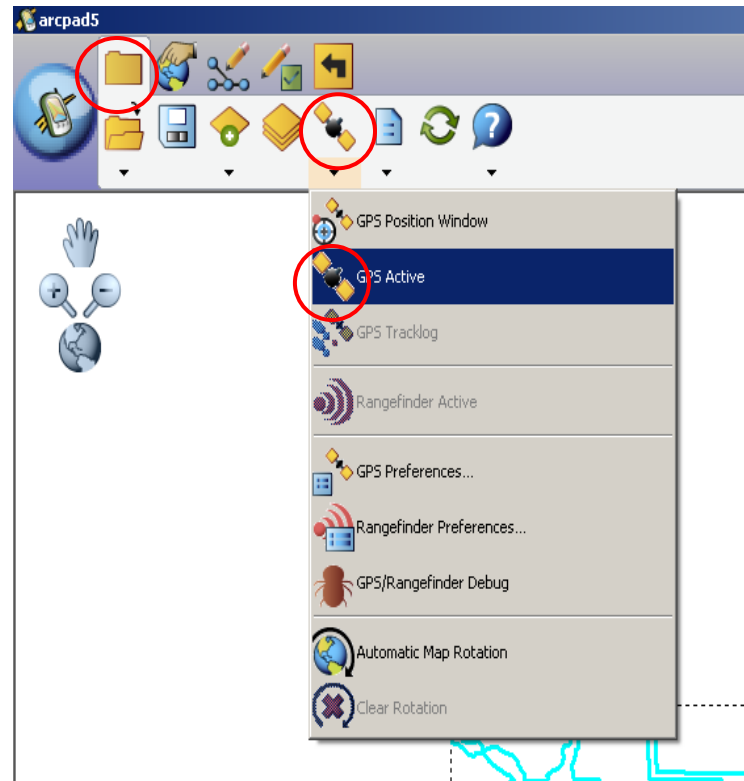 arcpad5
GPS Position Window
GPS Active
GPS Tracklog
Rangefinder Active
GPS Preferences...
Rangefinder Preferences...
GPS/Rangefinder Debug
Automatic Map Rotation
Clear Rotation